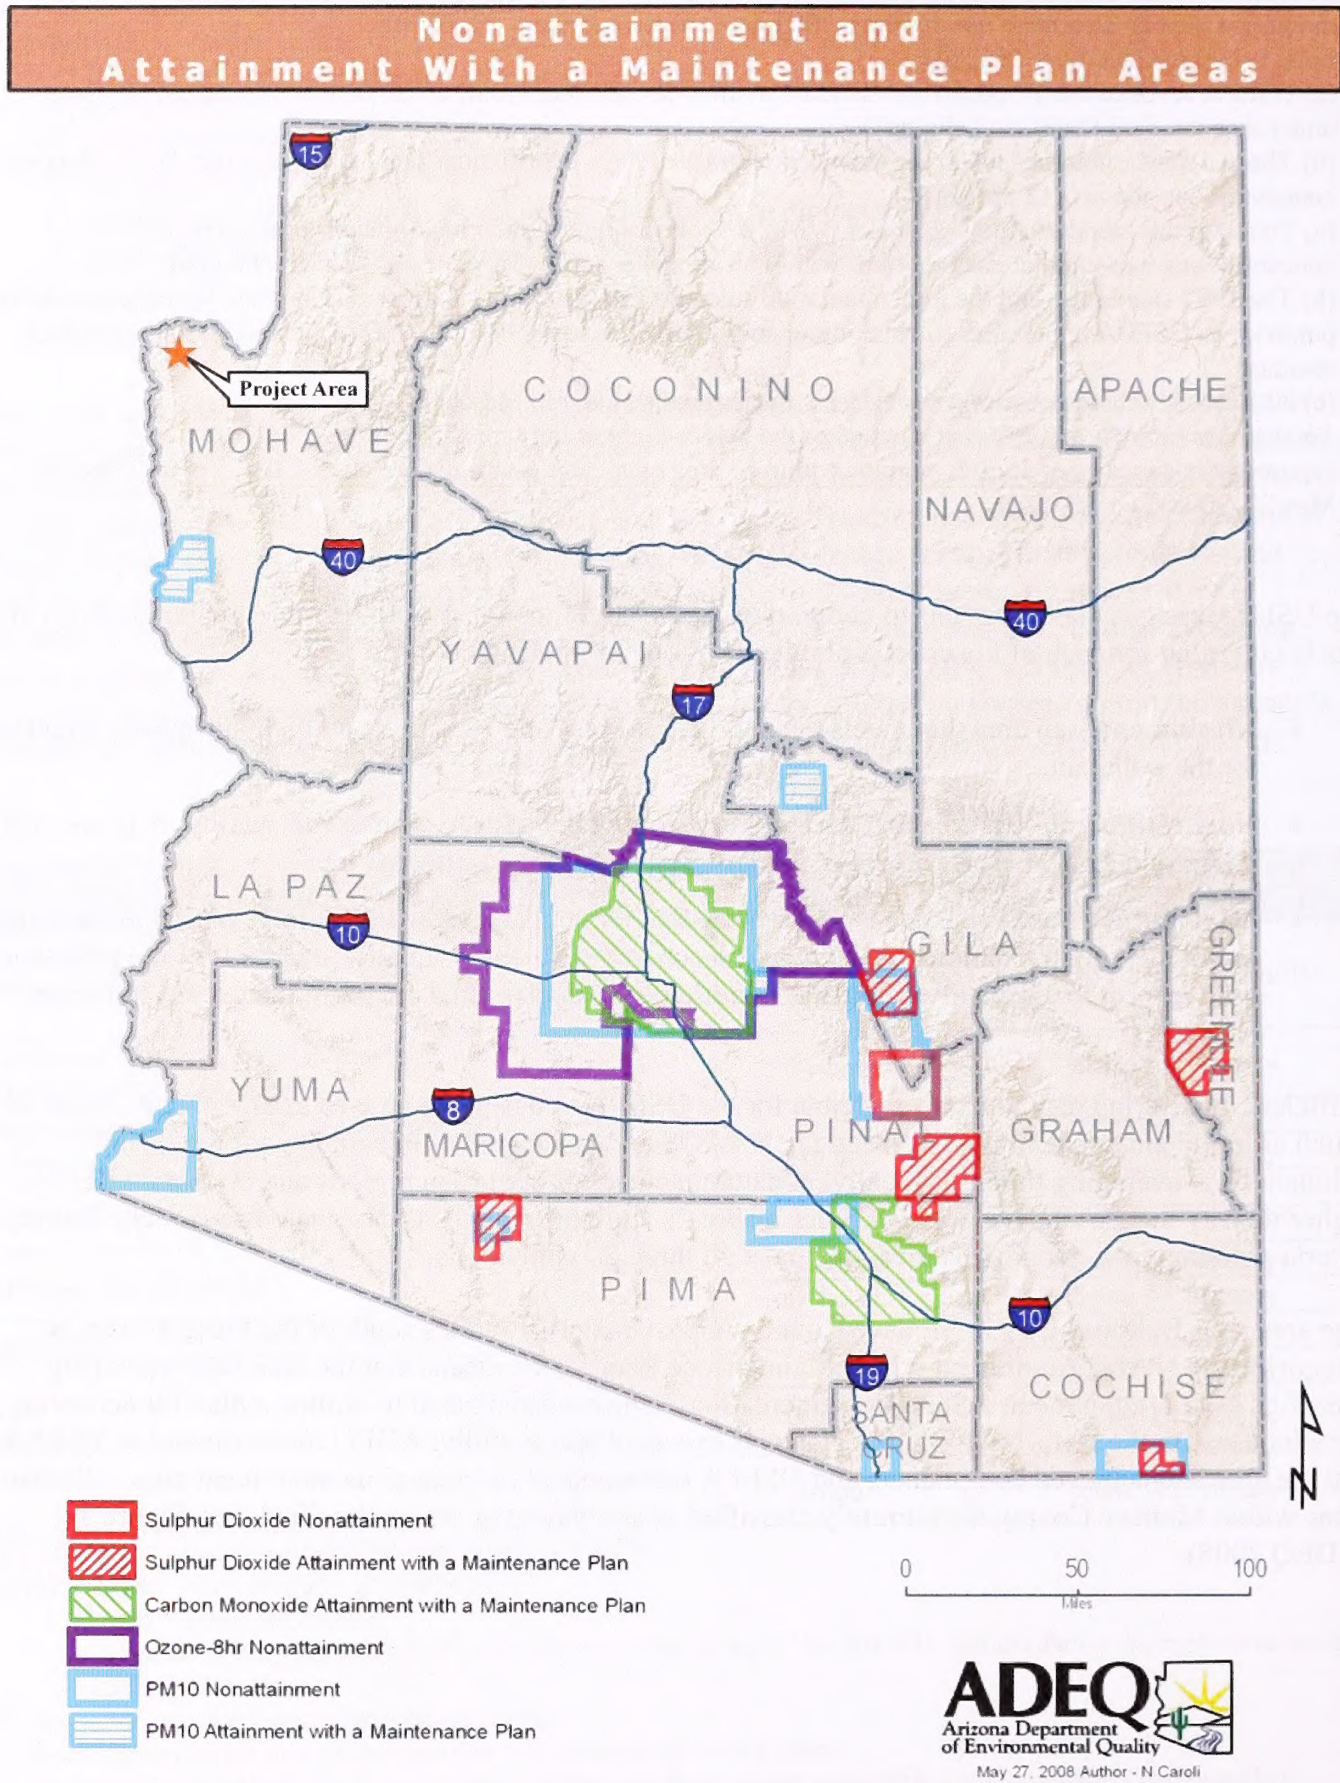 Nonattainment and
Attainment With a Maintenance Plan Areas
15
Project Area
COCONINO
APACHE
MOHAVE
NAVAJO
40
40
YAVAPAI
17
LA PAZ
10
GILA
GREENLEE
YUMA
8
MARICOPA
PINAL
GRAHAM
PIMA
10
19
COCHISE
SANTA
CRUZ
N
Sulphur Dioxide Nonattainment
Sulphur Dioxide Attainment with a Maintenance Plan
Carbon Monoxide Attainment with a Maintenance Plan
Ozone-8hr Nonattainment
PM10 Nonattainment
PM10 Attainment with a Maintenance Plan
0 50 100
Miles
ADEQ
Arizona Department
of Environmental Quality
May 27, 2008 Author - N Caroli